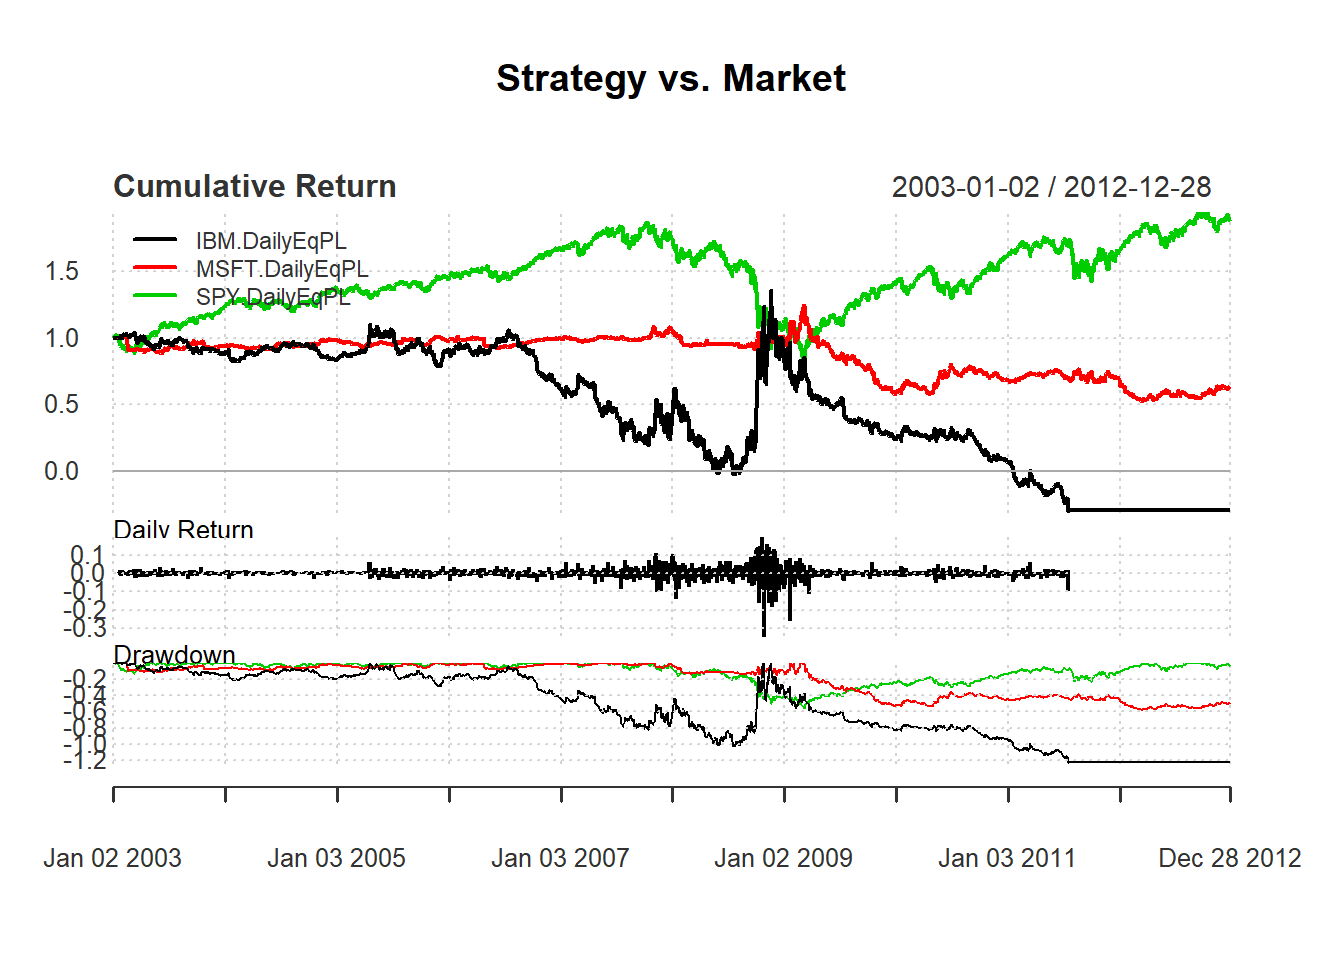 Strategy vs. Market
Cumulative Return
2003-01-02 / 2012-12-28
IBM.DailyEqPL
MSFT.DailyEqPL
SPY.DailyEqPL
1.5
1.0
0.5
0.0
Daily Return
0.1
0.0
-0.1
-0.2
-0.3
Drawdown
-0.2
-0.4
-0.6
-0.8
-1.0
-1.2
Jan 02 2003 Jan 03 2005 Jan 03 2007 Jan 02 2009 Jan 03 2011 Dec 28 2012